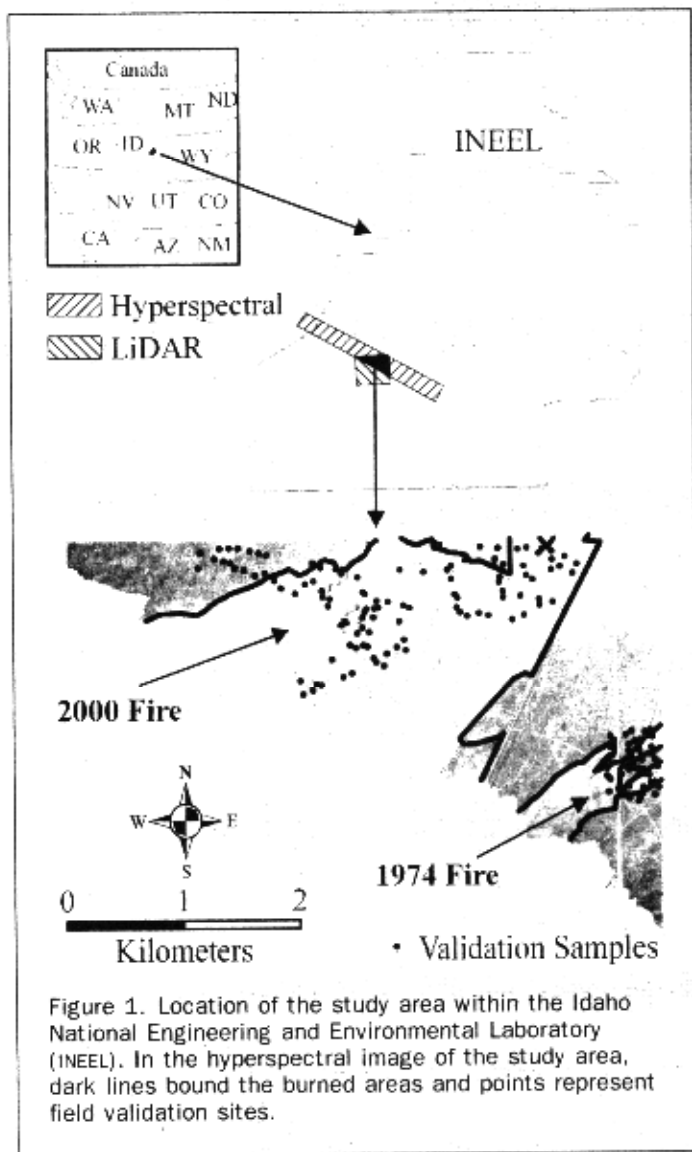 Canada
WA MT ND
OR ID WY
NV UT CO
CA AZ NM
INEEL
Hyperspectral
LiDAR
2000 Fire
N
W E
S
1974 Fire
0 1 2
Kilometers
• Validation Samples
Figure 1. Location of the study area within the Idaho
National Engineering and Environmental Laboratory
(INEEL). In the hyperspectral image of the study area,
dark lines bound the burned areas and points represent
field validation sites.